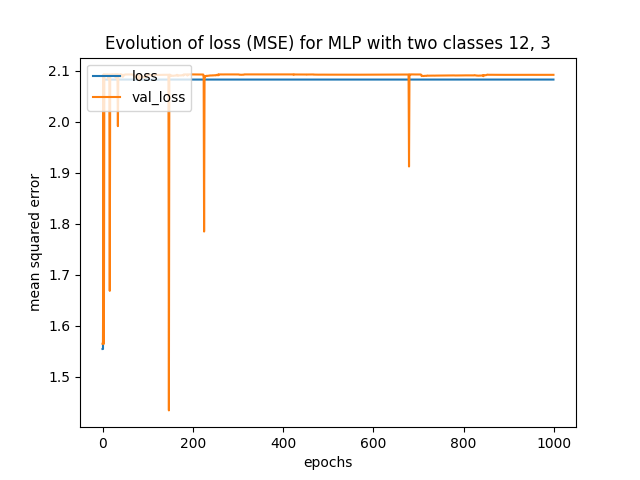 Evolution of loss (MSE) for MLP with two classes 12, 3
loss
val_loss
mean squared error
2.1
2.0
1.9
1.8
1.7
1.6
1.5
0
200
400
600
800
1000
epochs